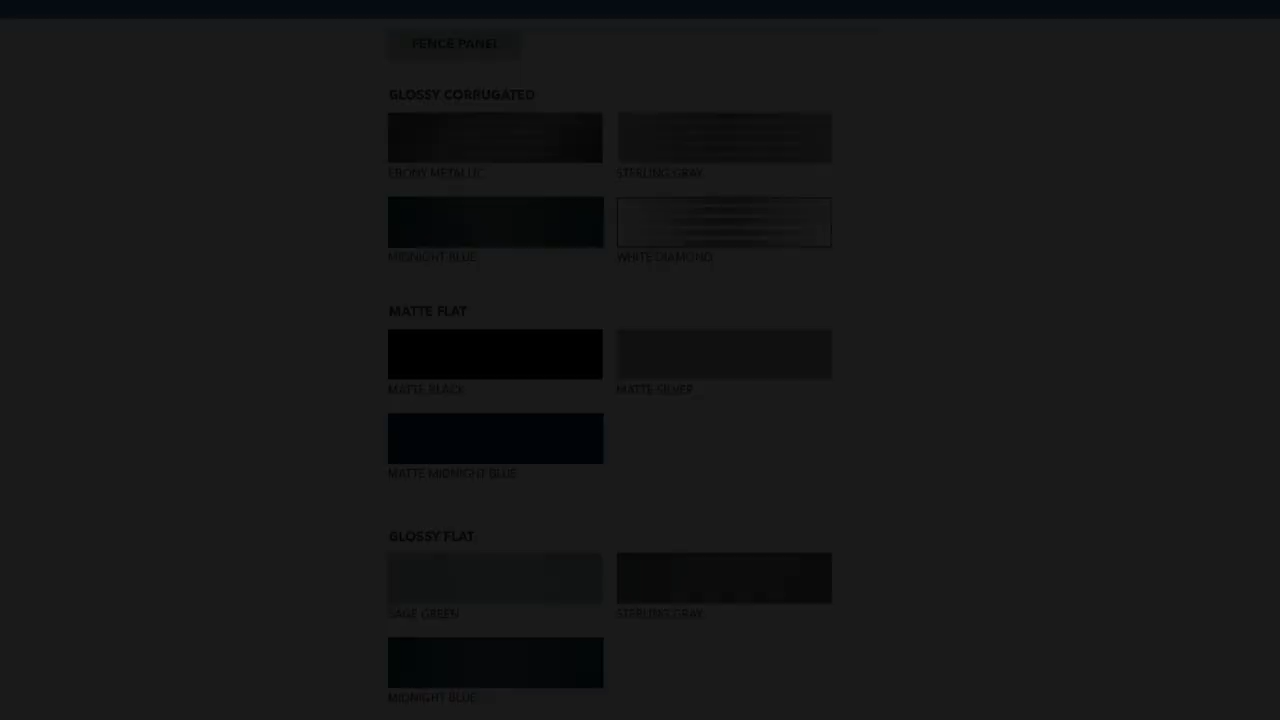 FENCE PANEL
GLOSSY CORRUGATED
EBONY METALLIC
STERLING GRAY
MIDNIGHT BLUE
WHITE DIAMOND
MATTE FLAT
MATTE BLACK
MATTE SILVER
MATTE MIDNIGHT BLUE
GLOSSY FLAT
SAGE GREEN
STERLING GRAY
MIDNIGHT BLUE